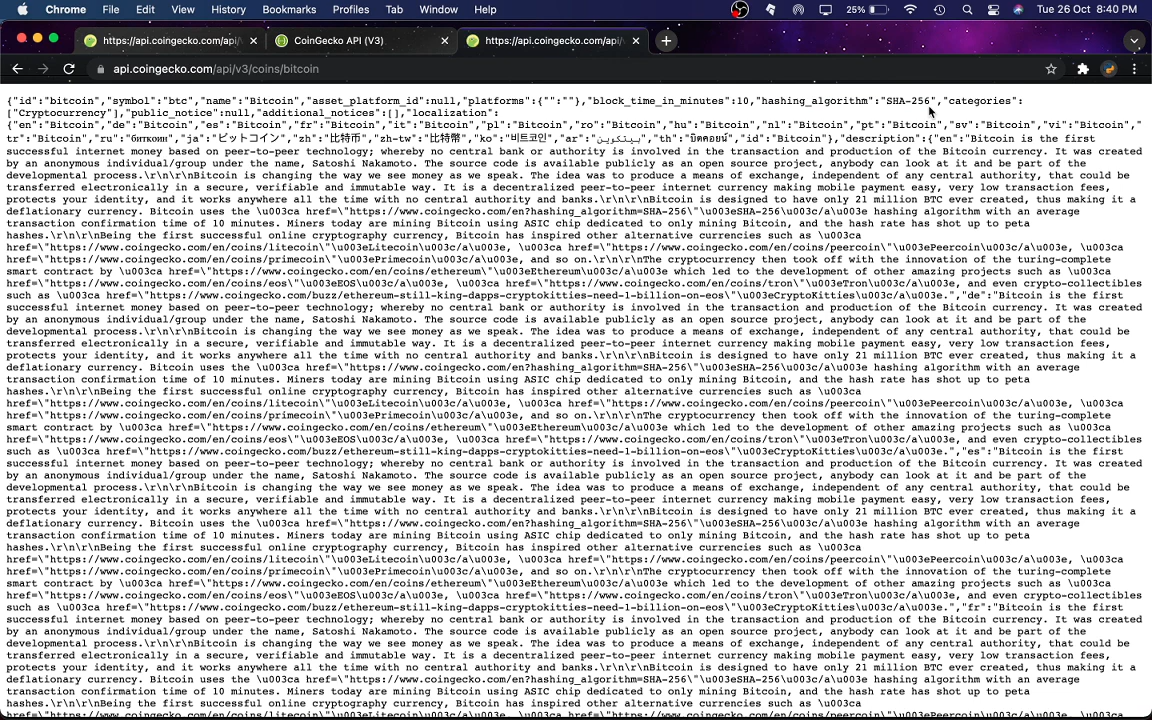 Chrome File Edit View History Bookmarks Profiles Tab Window Help 25% Tue 26 Oct 8:40 PM
https://api.coingecko.com/api/ CoinGecko API (V3) https://api.coingecko.com/api/
api.coingecko.com/api/v3/coins/bitcoin
{"id":"bitcoin","symbol":"btc","name":"Bitcoin","asset_platform_id":null,"platforms":{"":""},"block_time_in_minutes":10,"hashing_algorithm":"SHA-256","categories":
["Cryptocurrency"],"public_notice":null,"additional_notices":[],"localization":
{"en":"Bitcoin","de":"Bitcoin","es":"Bitcoin","fr":"Bitcoin","it":"Bitcoin","pl":"Bitcoin","ro":"Bitcoin","hu":"Bitcoin","nl":"Bitcoin","pt":"Bitcoin","sv":"Bitcoin","vi":"Bitcoin","
tr":"Bitcoin","ru":"биткоин","ja":"ビットコイン","zh":"比特币","zh-tw":"比特幣","ko":"비트코인","ar":"بيتكوين","th":"บิตคอยน์","id":"Bitcoin"},"description":{"en":"Bitcoin is the first
successful internet money based on peer-to-peer technology; whereby no central bank or authority is involved in the transaction and production of the Bitcoin currency. It was created
by an anonymous individual/group under the name, Satoshi Nakamoto. The source code is available publicly as an open source project, anybody can look at it and be part of the
developmental process.\r\n\r\nBitcoin is changing the way we see money as we speak. The idea was to produce a means of exchange, independent of any central authority, that could be
transferred electronically in a secure, verifiable and immutable way. It is a decentralized peer-to-peer internet currency making mobile payment easy, very low transaction fees,
protects your identity, and it works anywhere all the time with no central authority and banks.\r\n\r\nBitcoin is designed to have only 21 million BTC ever created, thus making it a
deflationary currency. Bitcoin uses the \u003ca href=\"https://www.coingecko.com/en?hashing_algorithm=SHA-256\"\u003eSHA-256\u003c/a\u003e hashing algorithm with an average
transaction confirmation time of 10 minutes. Miners today are mining Bitcoin using ASIC chip dedicated to only mining Bitcoin, and the hash rate has shot up to peta
hashes.\r\n\r\nBeing the first successful online cryptography currency, Bitcoin has inspired other alternative currencies such as \u003ca
href=\"https://www.coingecko.com/en/coins/litecoin\"\u003eLitecoin\u003c/a\u003e, \u003ca href=\"https://www.coingecko.com/en/coins/peercoin\"\u003ePeercoin\u003c/a\u003e, \u003ca
href=\"https://www.coingecko.com/en/coins/primecoin\"\u003ePrimecoin\u003c/a\u003e, and so on.\r\n\r\nThe cryptocurrency then took off with the innovation of the turing-complete
smart contract by \u003ca href=\"https://www.coingecko.com/en/coins/ethereum\"\u003eEthereum\u003c/a\u003e which led to the development of other amazing projects such as \u003ca
href=\"https://www.coingecko.com/en/coins/eos\"\u003eEOS\u003c/a\u003e, \u003ca href=\"https://www.coingecko.com/en/coins/tron\"\u003eTron\u003c/a\u003e, and even crypto-collectibles
such as \u003ca href=\"https://www.coingecko.com/buzz/ethereum-still-king-dapps-cryptokitties-need-1-billion-on-eos\"\u003eCryptoKitties\u003c/a\u003e.","de":"Bitcoin is the first
successful internet money based on peer-to-peer technology; whereby no central bank or authority is involved in the transaction and production of the Bitcoin currency. It was created
by an anonymous individual/group under the name, Satoshi Nakamoto. The source code is available publicly as an open source project, anybody can look at it and be part of the
developmental process.\r\n\r\nBitcoin is changing the way we see money as we speak. The idea was to produce a means of exchange, independent of any central authority, that could be
transferred electronically in a secure, verifiable and immutable way. It is a decentralized peer-to-peer internet currency making mobile payment easy, very low transaction fees,
protects your identity, and it works anywhere all the time with no central authority and banks.\r\n\r\nBitcoin is designed to have only 21 million BTC ever created, thus making it a
deflationary currency. Bitcoin uses the \u003ca href=\"https://www.coingecko.com/en?hashing_algorithm=SHA-256\"\u003eSHA-256\u003c/a\u003e hashing algorithm with an average
transaction confirmation time of 10 minutes. Miners today are mining Bitcoin using ASIC chip dedicated to only mining Bitcoin, and the hash rate has shot up to peta
hashes.\r\n\r\nBeing the first successful online cryptography currency, Bitcoin has inspired other alternative currencies such as \u003ca
href=\"https://www.coingecko.com/en/coins/litecoin\"\u003eLitecoin\u003c/a\u003e, \u003ca href=\"https://www.coingecko.com/en/coins/peercoin\"\u003ePeercoin\u003c/a\u003e, \u003ca
href=\"https://www.coingecko.com/en/coins/primecoin\"\u003ePrimecoin\u003c/a\u003e, and so on.\r\n\r\nThe cryptocurrency then took off with the innovation of the turing-complete
smart contract by \u003ca href=\"https://www.coingecko.com/en/coins/ethereum\"\u003eEthereum\u003c/a\u003e which led to the development of other amazing projects such as \u003ca
href=\"https://www.coingecko.com/en/coins/eos\"\u003eEOS\u003c/a\u003e, \u003ca href=\"https://www.coingecko.com/en/coins/tron\"\u003eTron\u003c/a\u003e, and even crypto-collectibles
such as \u003ca href=\"https://www.coingecko.com/buzz/ethereum-still-king-dapps-cryptokitties-need-1-billion-on-eos\"\u003eCryptoKitties\u003c/a\u003e.","es":"Bitcoin is the first
successful internet money based on peer-to-peer technology; whereby no central bank or authority is involved in the transaction and production of the Bitcoin currency. It was created
by an anonymous individual/group under the name, Satoshi Nakamoto. The source code is available publicly as an open source project, anybody can look at it and be part of the
developmental process.\r\n\r\nBitcoin is changing the way we see money as we speak. The idea was to produce a means of exchange, independent of any central authority, that could be
transferred electronically in a secure, verifiable and immutable way. It is a decentralized peer-to-peer internet currency making mobile payment easy, very low transaction fees,
protects your identity, and it works anywhere all the time with no central authority and banks.\r\n\r\nBitcoin is designed to have only 21 million BTC ever created, thus making it a
deflationary currency. Bitcoin uses the \u003ca href=\"https://www.coingecko.com/en?hashing_algorithm=SHA-256\"\u003eSHA-256\u003c/a\u003e hashing algorithm with an average
transaction confirmation time of 10 minutes. Miners today are mining Bitcoin using ASIC chip dedicated to only mining Bitcoin, and the hash rate has shot up to peta
hashes.\r\n\r\nBeing the first successful online cryptography currency, Bitcoin has inspired other alternative currencies such as \u003ca
href=\"https://www.coingecko.com/en/coins/litecoin\"\u003eLitecoin\u003c/a\u003e, \u003ca href=\"https://www.coingecko.com/en/coins/peercoin\"\u003ePeercoin\u003c/a\u003e, \u003ca
href=\"https://www.coingecko.com/en/coins/primecoin\"\u003ePrimecoin\u003c/a\u003e, and so on.\r\n\r\nThe cryptocurrency then took off with the innovation of the turing-complete
smart contract by \u003ca href=\"https://www.coingecko.com/en/coins/ethereum\"\u003eEthereum\u003c/a\u003e which led to the development of other amazing projects such as \u003ca
href=\"https://www.coingecko.com/en/coins/eos\"\u003eEOS\u003c/a\u003e, \u003ca href=\"https://www.coingecko.com/en/coins/tron\"\u003eTron\u003c/a\u003e, and even crypto-collectibles
such as \u003ca href=\"https://www.coingecko.com/buzz/ethereum-still-king-dapps-cryptokitties-need-1-billion-on-eos\"\u003eCryptoKitties\u003c/a\u003e.","fr":"Bitcoin is the first
successful internet money based on peer-to-peer technology; whereby no central bank or authority is involved in the transaction and production of the Bitcoin currency. It was created
by an anonymous individual/group under the name, Satoshi Nakamoto. The source code is available publicly as an open source project, anybody can look at it and be part of the
developmental process.\r\n\r\nBitcoin is changing the way we see money as we speak. The idea was to produce a means of exchange, independent of any central authority, that could be
transferred electronically in a secure, verifiable and immutable way. It is a decentralized peer-to-peer internet currency making mobile payment easy, very low transaction fees,
protects your identity, and it works anywhere all the time with no central authority and banks.\r\n\r\nBitcoin is designed to have only 21 million BTC ever created, thus making it a
deflationary currency. Bitcoin uses the \u003ca href=\"https://www.coingecko.com/en?hashing_algorithm=SHA-256\"\u003eSHA-256\u003c/a\u003e hashing algorithm with an average
transaction confirmation time of 10 minutes. Miners today are mining Bitcoin using ASIC chip dedicated to only mining Bitcoin, and the hash rate has shot up to peta
hashes.\r\n\r\nBeing the first successful online cryptography currency, Bitcoin has inspired other alternative currencies such as \u003ca
href=\"https://www.coingecko.com/en/coins/litecoin\"\u003eLitecoin\u003c/a\u003e, \u003ca href=\"https://www.coingecko.com/en/coins/peercoin\"\u003ePeercoin\u003c/a\u003e, \u003ca